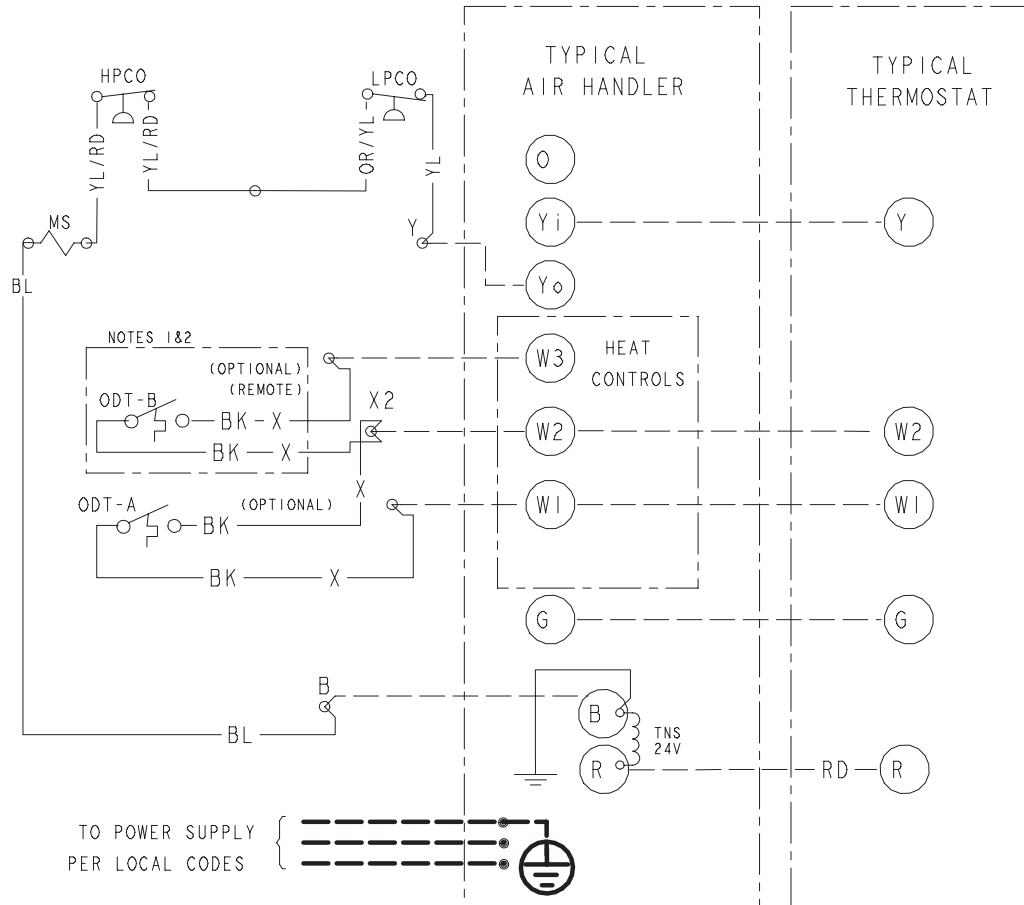 TYPICAL
AIR HANDLER
TYPICAL
THERMOSTAT
HPCO
LPCO
YL/RD
YL/RD
OR/YL
YL
O
MS
Y
Yi
Y
BL
Yo
NOTES 1&2
(OPTIONAL)
(REMOTE)
W3
HEAT
CONTROLS
ODT-B
BK-X
X2
BK
X
W2
W2
X
ODT-A
(OPTIONAL)
BK
W1
W1
BK
X
G
G
B
B
BL
TNS
24V
R
RD
R
TO POWER SUPPLY
PER LOCAL CODES